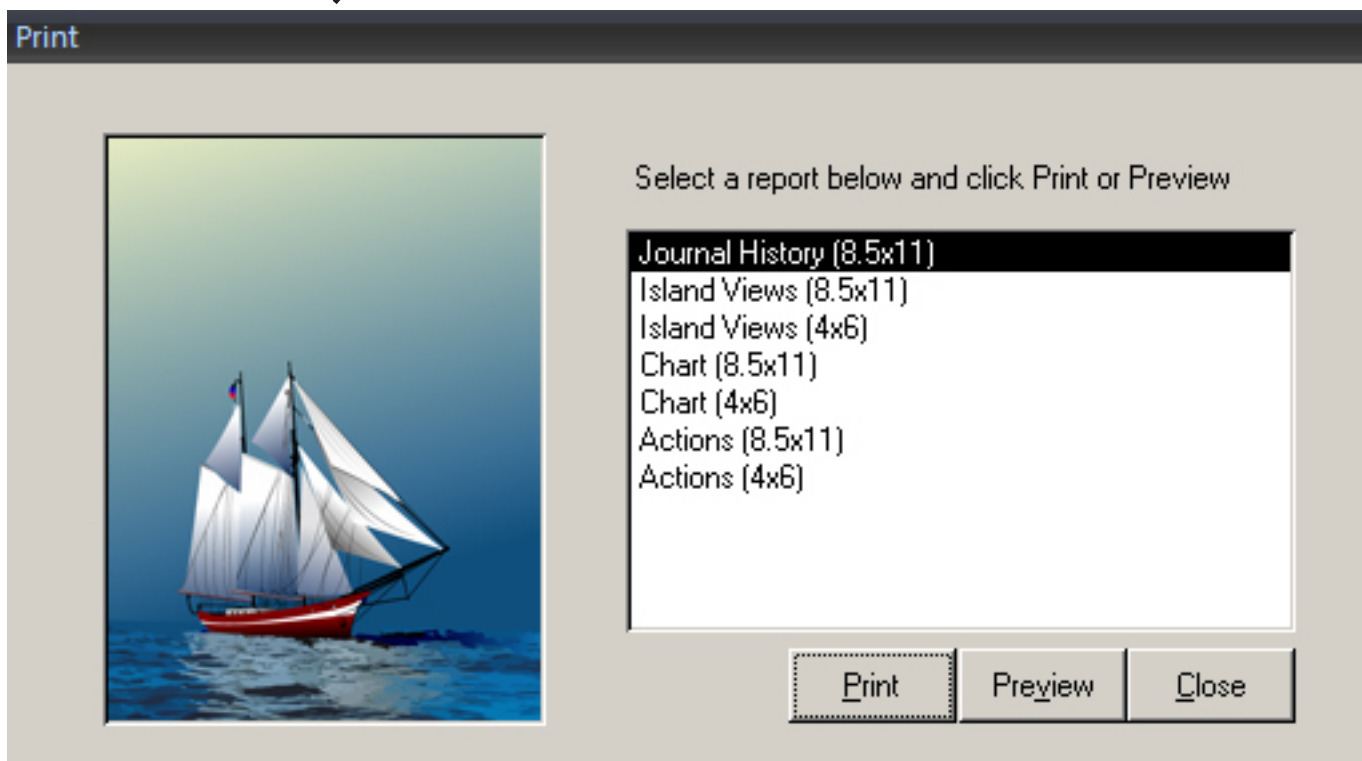 Print
Select a report below and click Print or Preview
Journal History (8.5x11)
Island Views (8.5x11)
Island Views (4x6)
Chart (8.5x11)
Chart (4x6)
Actions (8.5x11)
Actions (4x6)
Print
Preview
Close